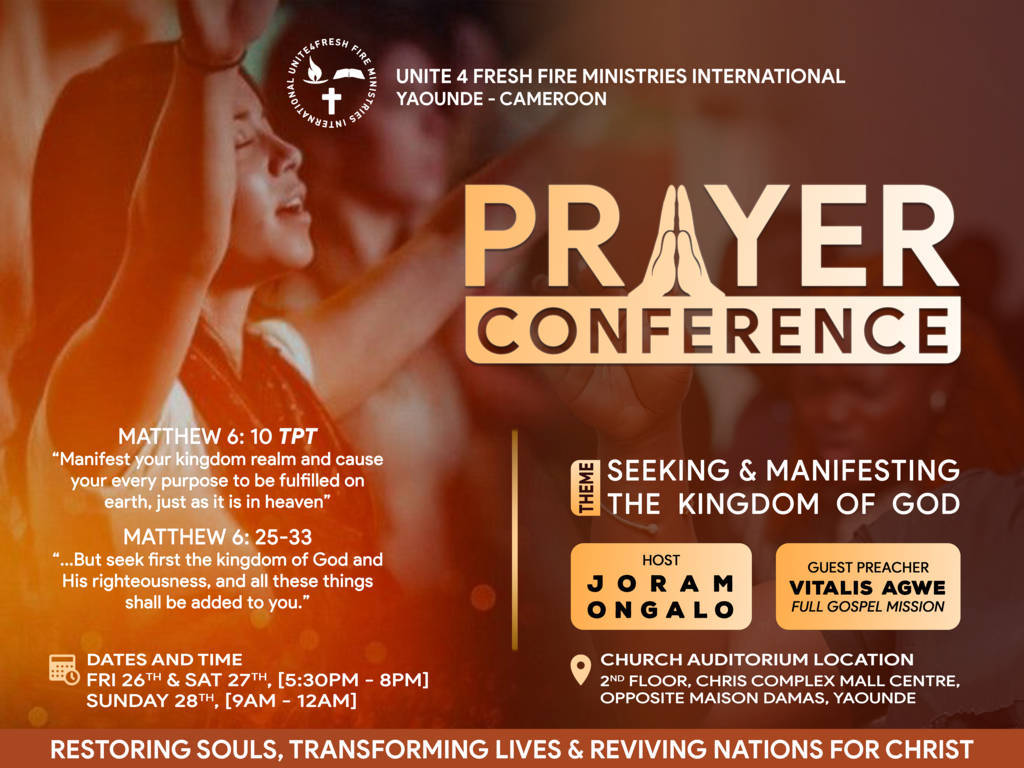 UNITE4FRESH FIRE MINISTRIES INTERNATIONAL
UNITE 4 FRESH FIRE MINISTRIES INTERNATIONAL
YAOUNDE - CAMEROON
PRAYER
CONFERENCE
MATTHEW 6: 10 TPT
“Manifest your kingdom realm and cause
your every purpose to be fulfilled on
earth, just as it is in heaven”
MATTHEW 6: 25-33
“...But seek first the kingdom of God and
His righteousness, and all these things
shall be added to you.”
THEME
SEEKING & MANIFESTING
THE KINGDOM OF GOD
HOST
JORAM
ONGALO
GUEST PREACHER
VITALIS AGWE
FULL GOSPEL MISSION
DATES AND TIME
FRI 26TH & SAT 27TH, [5:30PM - 8PM]
SUNDAY 28TH, [9AM - 12AM]
CHURCH AUDITORIUM LOCATION
2ND FLOOR, CHRIS COMPLEX MALL CENTRE,
OPPOSITE MAISON DAMAS, YAOUNDE
RESTORING SOULS, TRANSFORMING LIVES & REVIVING NATIONS FOR CHRIST